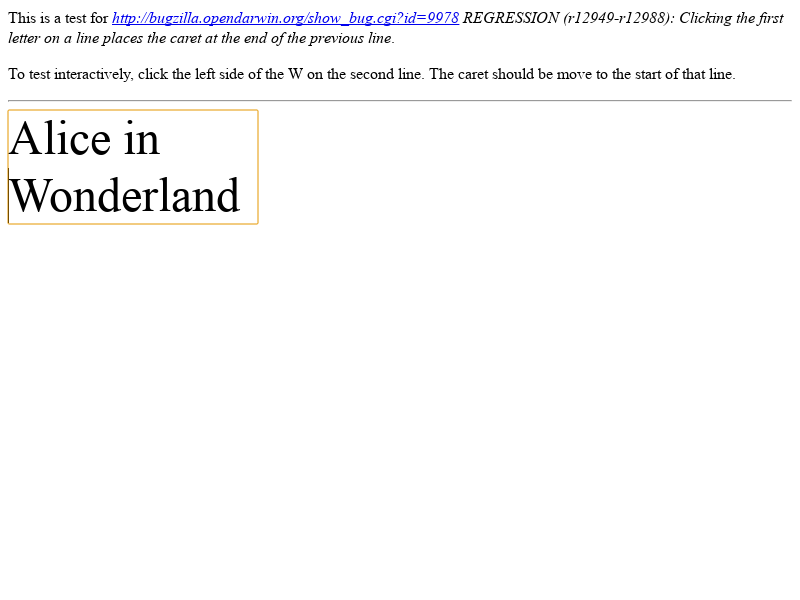 This is a test for http://bugzilla.opendarwin.org/show_bug.cgi?id=9978 REGRESSION (r12949-r12988): Clicking the first
letter on a line places the caret at the end of the previous line.
To test interactively, click the left side of the W on the second line. The caret should be move to the start of that line.
Alice in
Wonderland